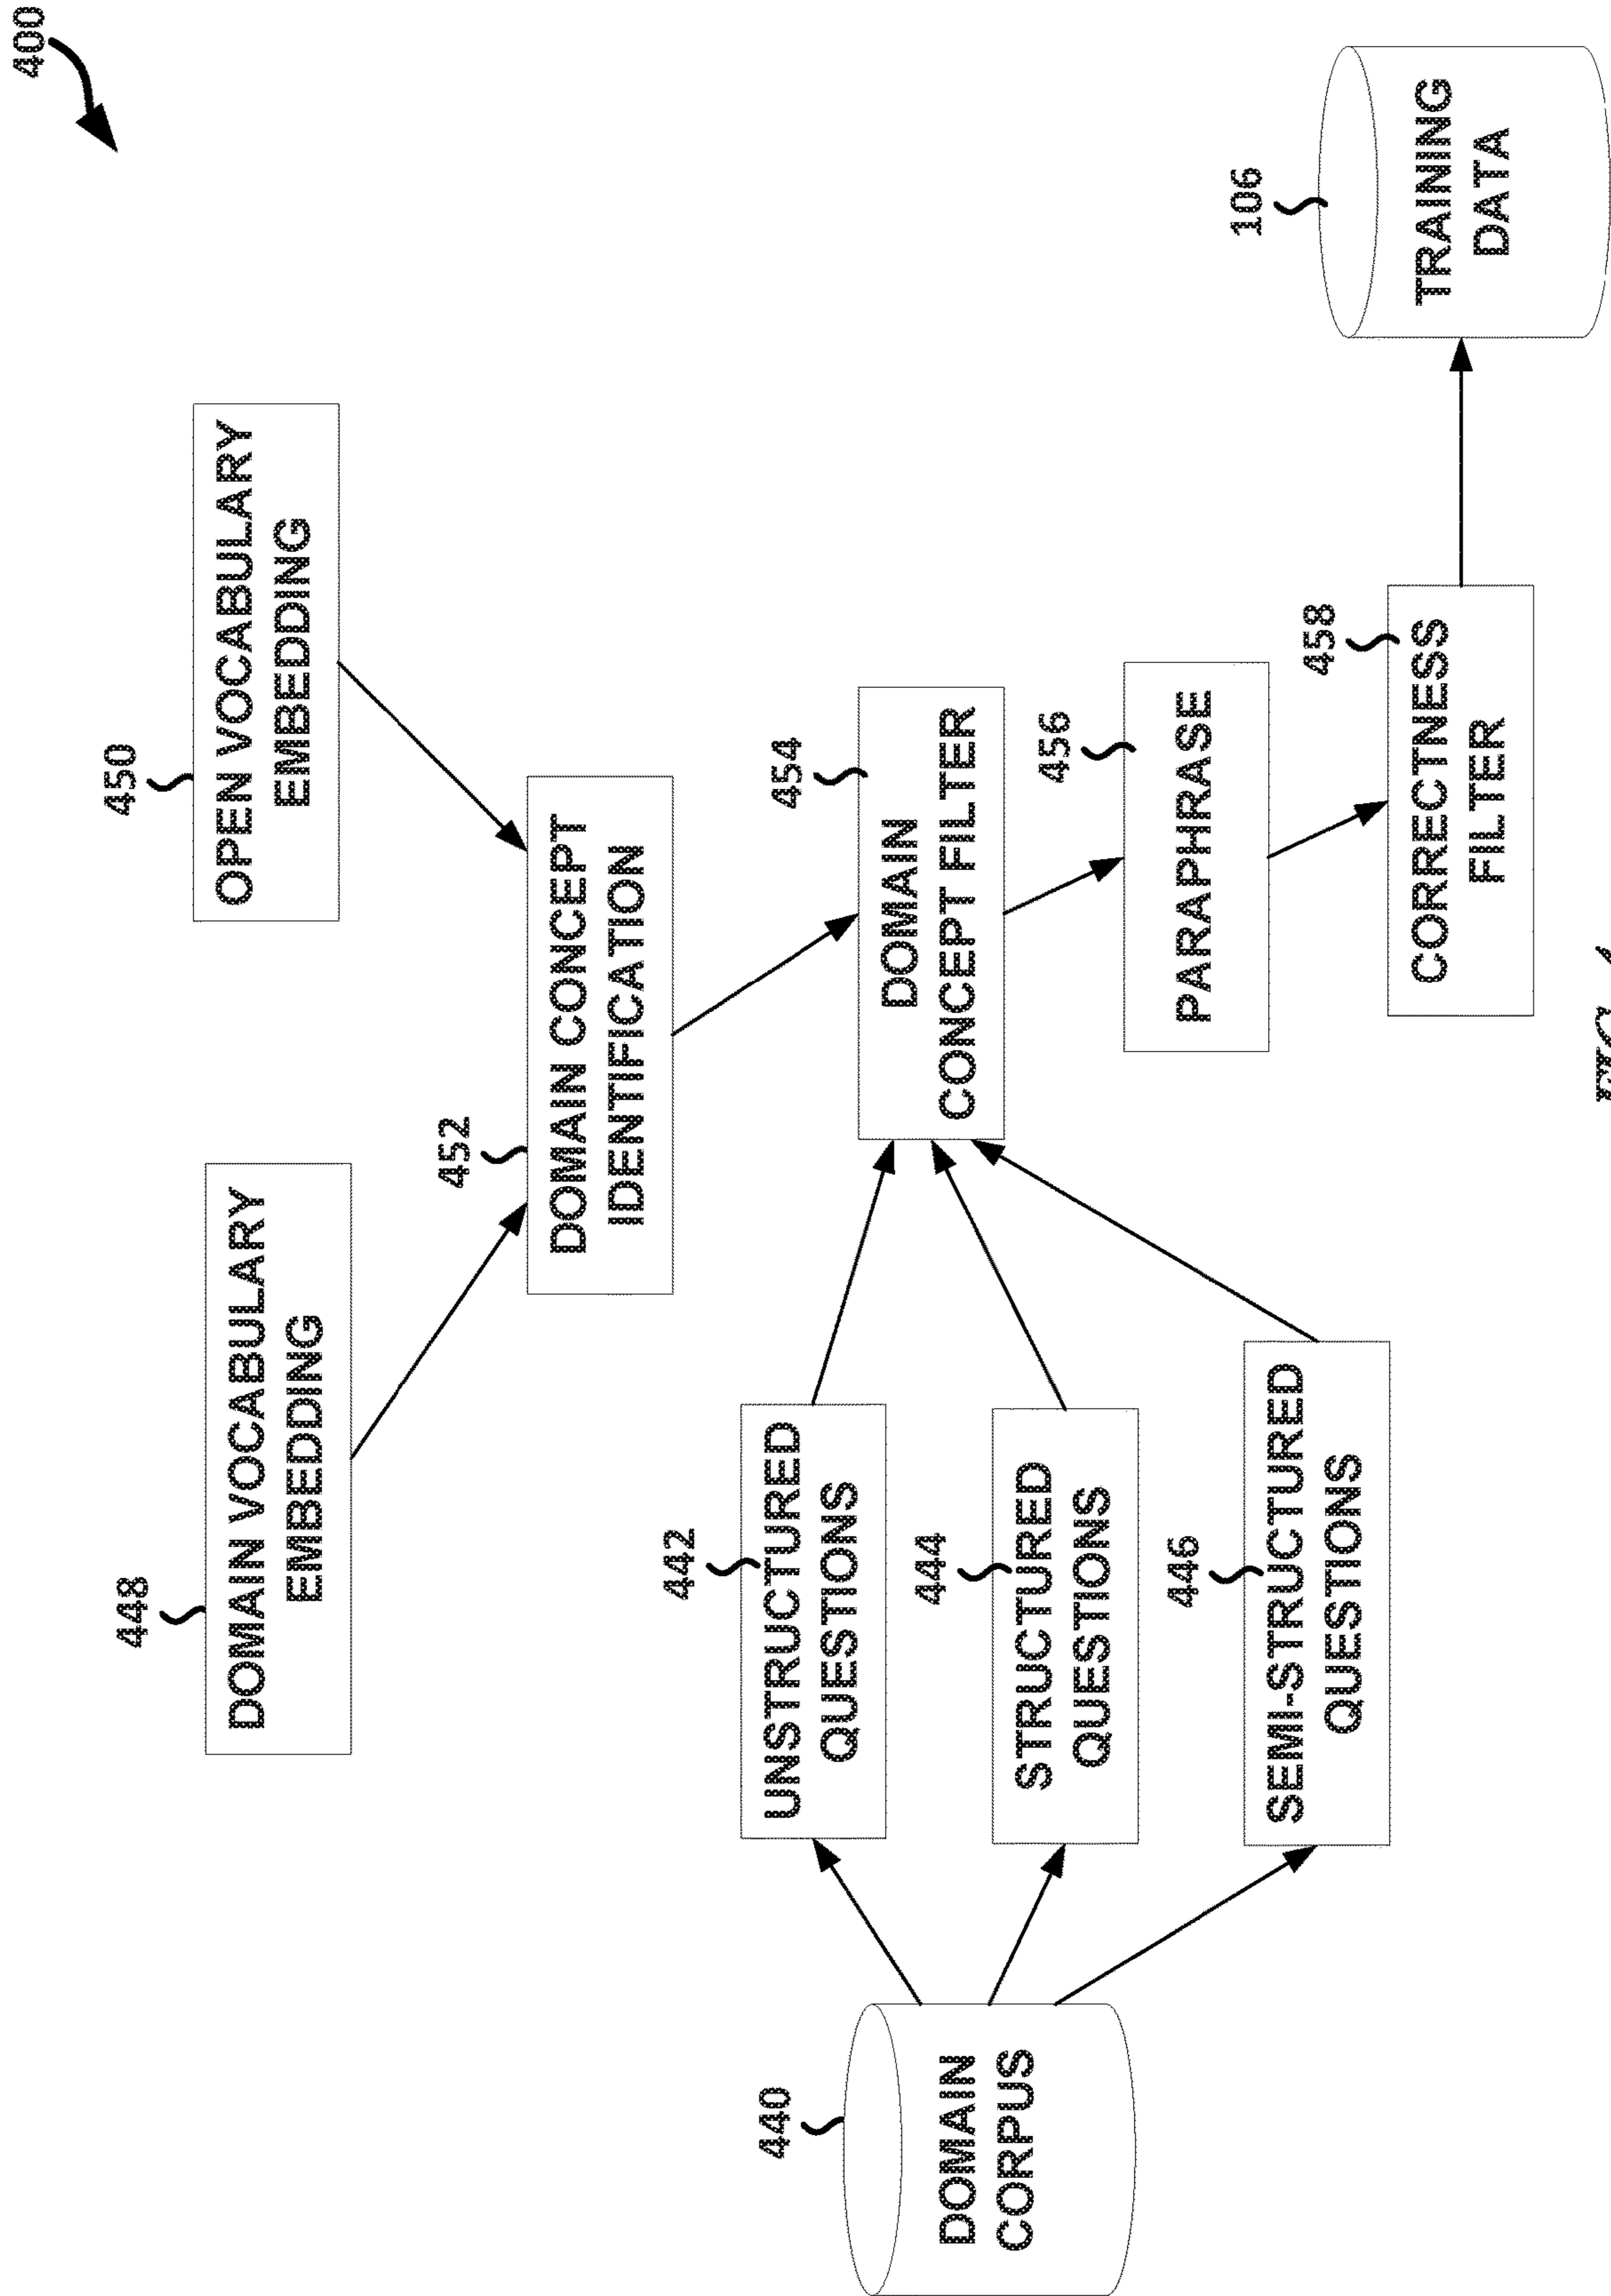 400
450
OPEN VOCABULARY
EMBEDDING
448
DOMAIN VOCABULARY
EMBEDDING
452
DOMAIN CONCEPT
IDENTIFICATION
442
UNSTRUCTURED
QUESTIONS
454
DOMAIN
CONCEPT FILTER
440
DOMAIN
CORPUS
444
STRUCTURED
QUESTIONS
456
PARAPHRASE
446
SEMI-STRUCTURED
QUESTIONS
458
CORRECTNESS
FILTER
106
TRAINING
DATA